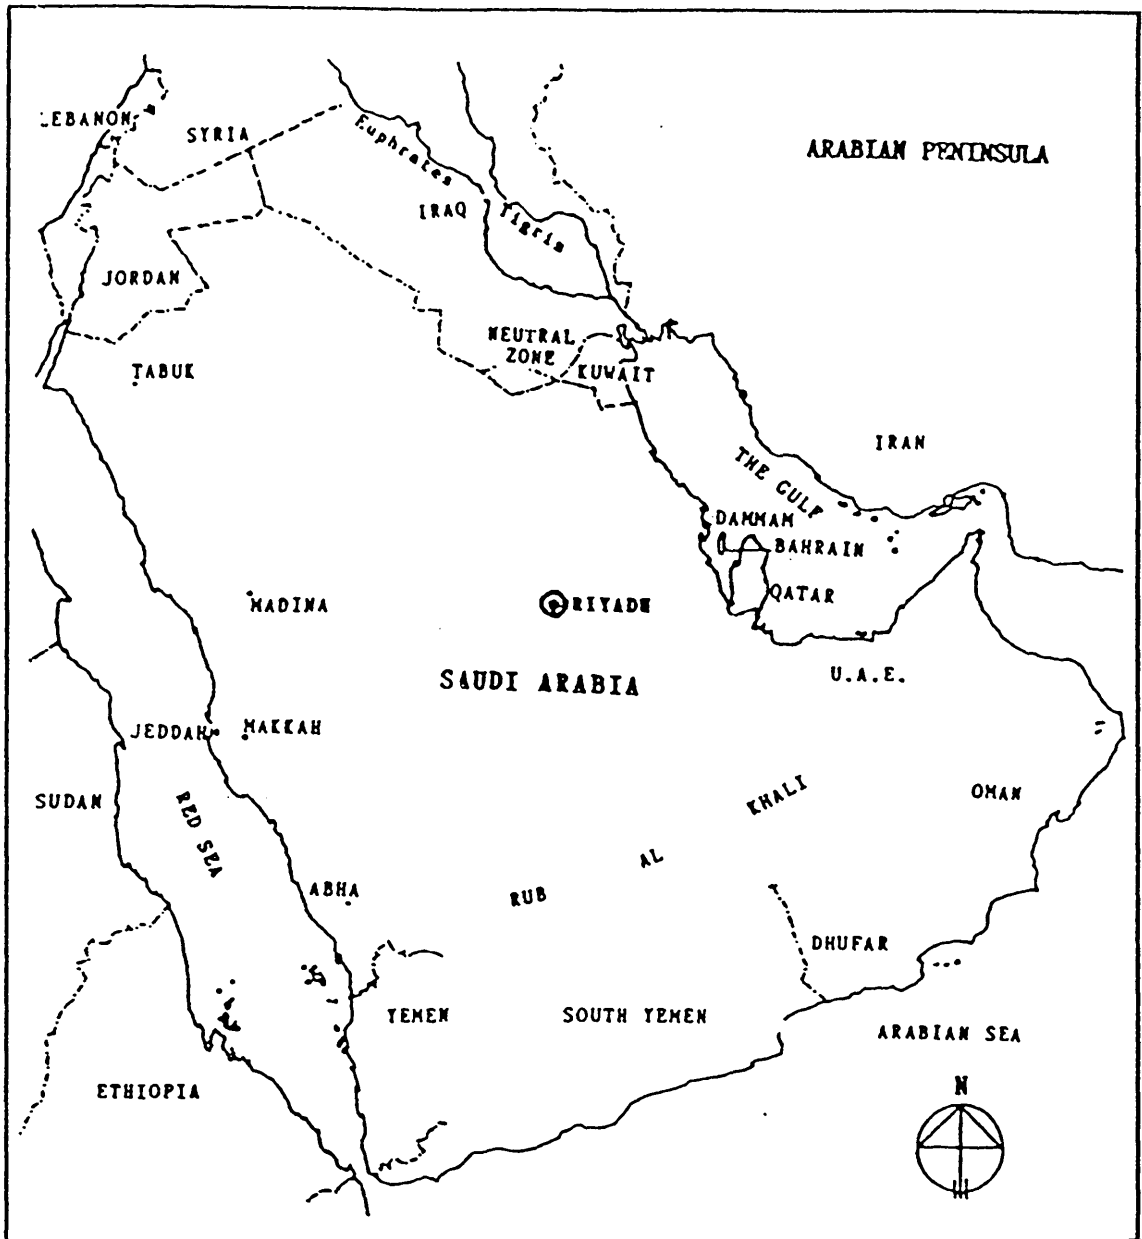 ARABIAN PENINSULA
LEBANON
SYRIA
Euphrates
IRAQ
Tigris
JORDAN
NEUTRAL
ZONE
KUWAIT
TABUK
IRAN
THE GULF
DAMMAM
BAHRAIN
QATAR
MADINA
RIYADH
SAUDI ARABIA
U.A.E.
JEDDAH
MAKKAH
SUDAN
RED SEA
RUB AL KHALI
OMAN
ABHA
DHUFAR
YEMEN
SOUTH YEMEN
ARABIAN SEA
ETHIOPIA
N